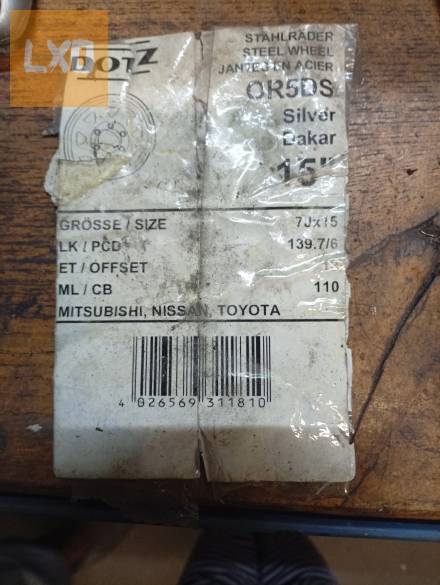 LXD
DOTZ
STAHLRÄDER
STEEL WHEEL
JANTES EN ACIER
OR5DS
Silver
Dakar
15"
GRÖSSE / SIZE 7Jx15
LK / PCD 139.7/6
ET / OFFSET
ML / CB 110
MITSUBISHI, NISSAN, TOYOTA
4 026569 311810